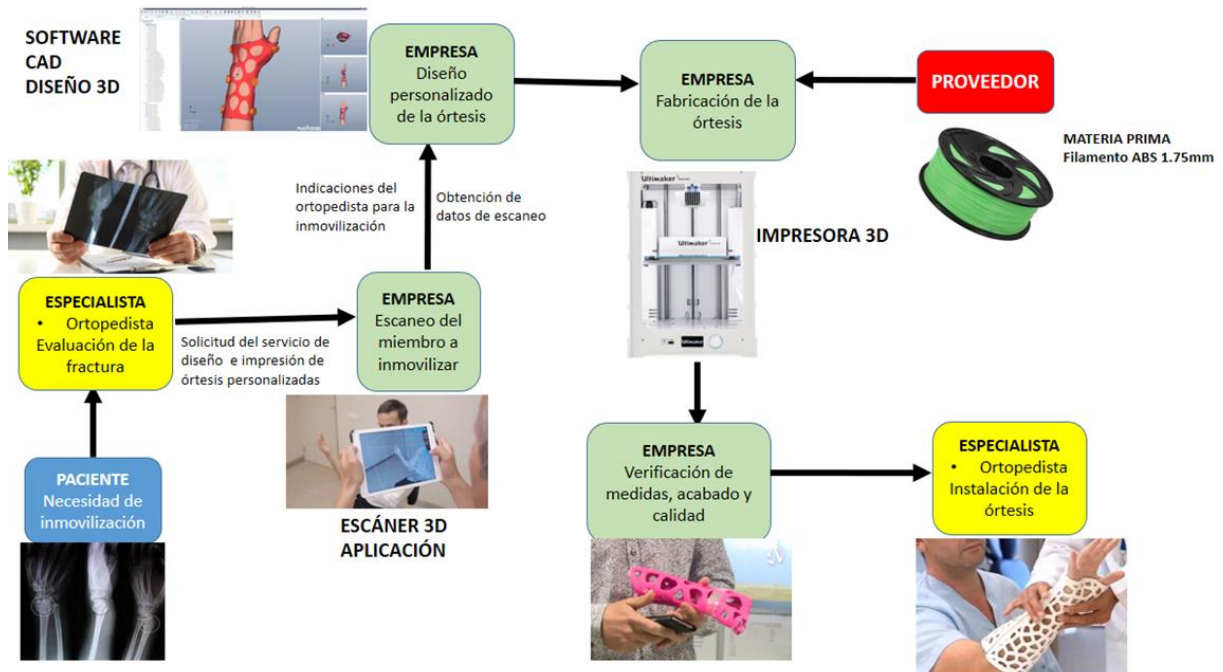 SOFTWARE
CAD
DISEÑO 3D
EMPRESA
Diseño
personalizado
de la órtesis
EMPRESA
Fabricación de la
órtesis
PROVEEDOR
MATERIA PRIMA
Filamento ABS 1.75mm
Indicaciones del
ortopedista para la
inmovilización
Obtención de
datos de escaneo
Ultimaker
Ultimaker
IMPRESORA 3D
Ultimaker
ESPECIALISTA
• Ortopedista
Evaluación de la
fractura
Solicitud del servicio de
diseño e impresión de
órtesis personalizadas
EMPRESA
Escaneo del
miembro a
inmovilizar
PACIENTE
Necesidad de
inmovilización
ESCÁNER 3D
APLICACIÓN
EMPRESA
Verificación de
medidas, acabado y
calidad
ESPECIALISTA
• Ortopedista
Instalación de la
órtesis